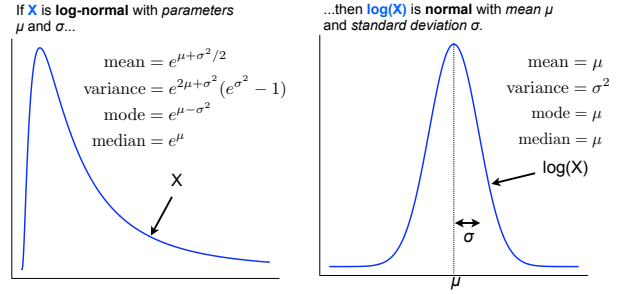 If X is log-normal with parameters
μ and σ...
mean = e^{μ+σ²/2}
variance = e^{2μ+σ²}(e^{σ²} − 1)
mode = e^{μ−σ²}
median = e^μ
X
...then log(X) is normal with mean μ
and standard deviation σ.
mean = μ
variance = σ²
mode = μ
median = μ
log(X)
σ
μ